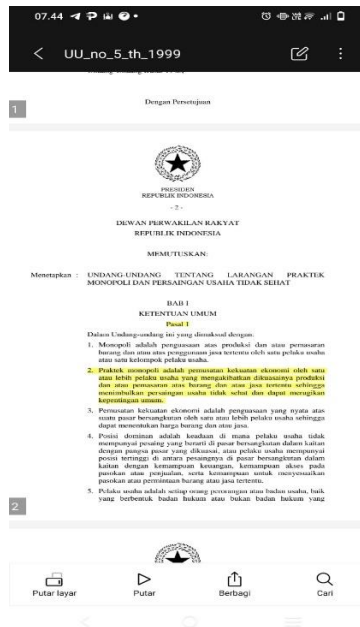 07.44
UU_no_5_th_1999
Dengan Persetujuan
1
PRESIDEN
REPUBLIK INDONESIA
- 2 -
DEWAN PERWAKILAN RAKYAT
REPUBLIK INDONESIA
MEMUTUSKAN:
Menetapkan : UNDANG-UNDANG TENTANG LARANGAN PRAKTEK
MONOPOLI DAN PERSAINGAN USAHA TIDAK SEHAT
BAB I
KETENTUAN UMUM
Pasal 1
Dalam Undang-undang ini yang dimaksud dengan:
1. Monopoli adalah penguasaan atas produksi dan atau pemasaran
barang dan atau atas penggunaan jasa tertentu oleh satu pelaku usaha
atau satu kelompok pelaku usaha.
2. Praktek monopoli adalah pemusatan kekuatan ekonomi oleh satu
atau lebih pelaku usaha yang mengakibatkan dikuasainya produksi
dan atau pemasaran atas barang dan atau jasa tertentu sehingga
menimbulkan persaingan usaha tidak sehat dan dapat merugikan
kepentingan umum.
3. Pemusatan kekuatan ekonomi adalah penguasaan yang nyata atas
suatu pasar bersangkutan oleh satu atau lebih pelaku usaha sehingga
dapat menentukan harga barang dan atau jasa.
4. Posisi dominan adalah keadaan di mana pelaku usaha tidak
mempunyai pesaing yang berarti di pasar bersangkutan dalam kaitan
dengan pangsa pasar yang dikuasai, atau pelaku usaha mempunyai
posisi tertinggi di antara pesaingnya di pasar bersangkutan dalam
kaitan dengan kemampuan keuangan, kemampuan akses pada
pasokan atau penjualan, serta kemampuan untuk menyesuaikan
pasokan atau permintaan barang atau jasa tertentu.
5. Pelaku usaha adalah setiap orang perorangan atau badan usaha, baik
yang berbentuk badan hukum atau bukan badan hukum yang
2
Putar layar
Putar
Berbagi
Cari